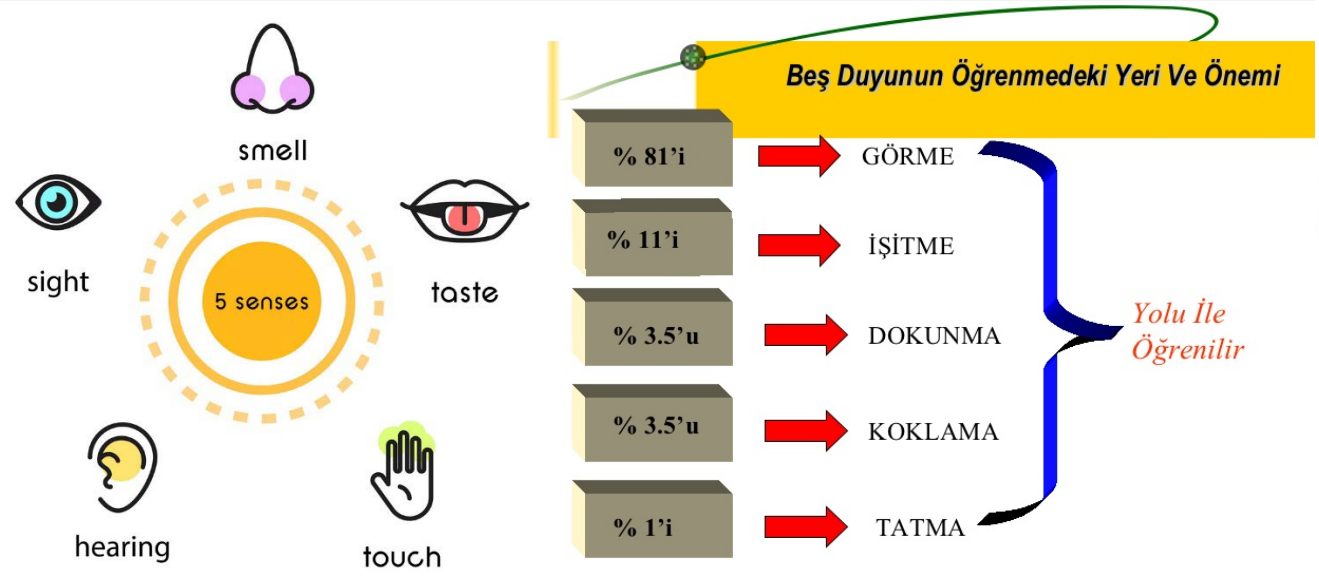 smell
sight
taste
5 senses
hearing
touch
Beş Duyunun Öğrenmedeki Yeri Ve Önemi
% 81’i GÖRME
% 11’i İŞİTME
% 3.5’u DOKUNMA
% 3.5’u KOKLAMA
% 1’i TATMA
Yolu İle
Öğrenilir